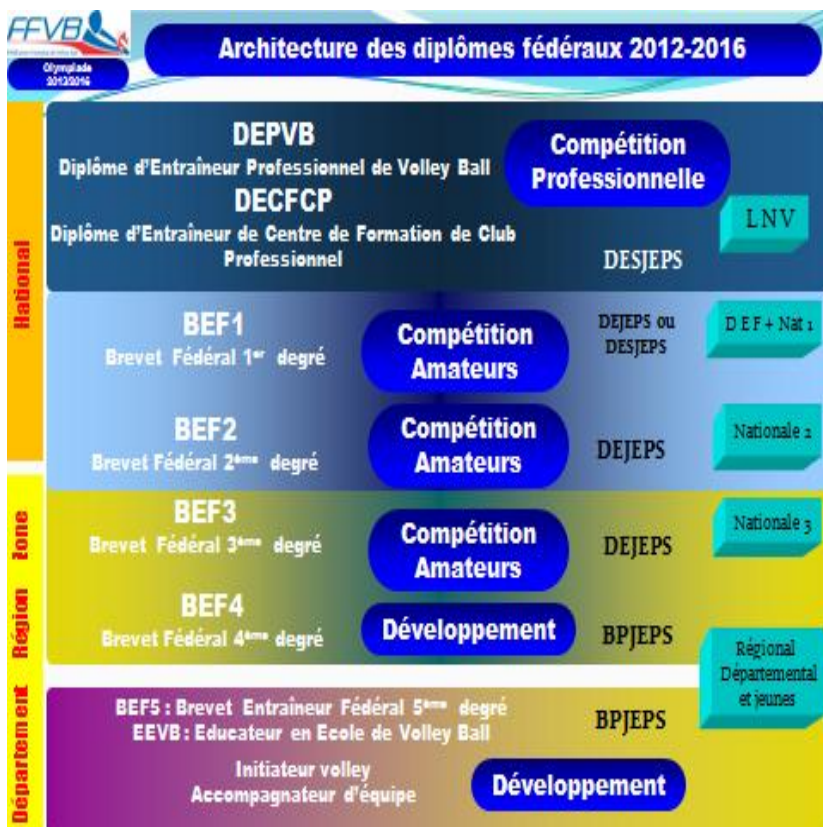 FFVB
Olympiade
2012/2016
Architecture des diplômes fédéraux 2012-2016
National
DEPVB
Diplôme d'Entraîneur Professionnel de Volley Ball
DECFCP
Diplôme d'Entraîneur de Centre de Formation de Club
Professionnel
Compétition
Professionnelle
DESJEPS
LNV
BEF1
Brevet Fédéral 1er degré
Compétition
Amateurs
DEJEPS ou
DESJEPS
D E F + Nat 1
BEF2
Brevet Fédéral 2ème degré
Compétition
Amateurs
DEJEPS
Nationale 2
Zone
BEF3
Brevet Fédéral 3ème degré
Compétition
Amateurs
DEJEPS
Nationale 3
Région
BEF4
Brevet Fédéral 4ème degré
Développement
BPJEPS
Régional
Départemental
et jeunes
Département
BEF5 : Brevet Entraîneur Fédéral 5ème degré
EEVB : Educateur en Ecole de Volley Ball
BPJEPS
Initiateur volley
Accompagnateur d'équipe
Développement